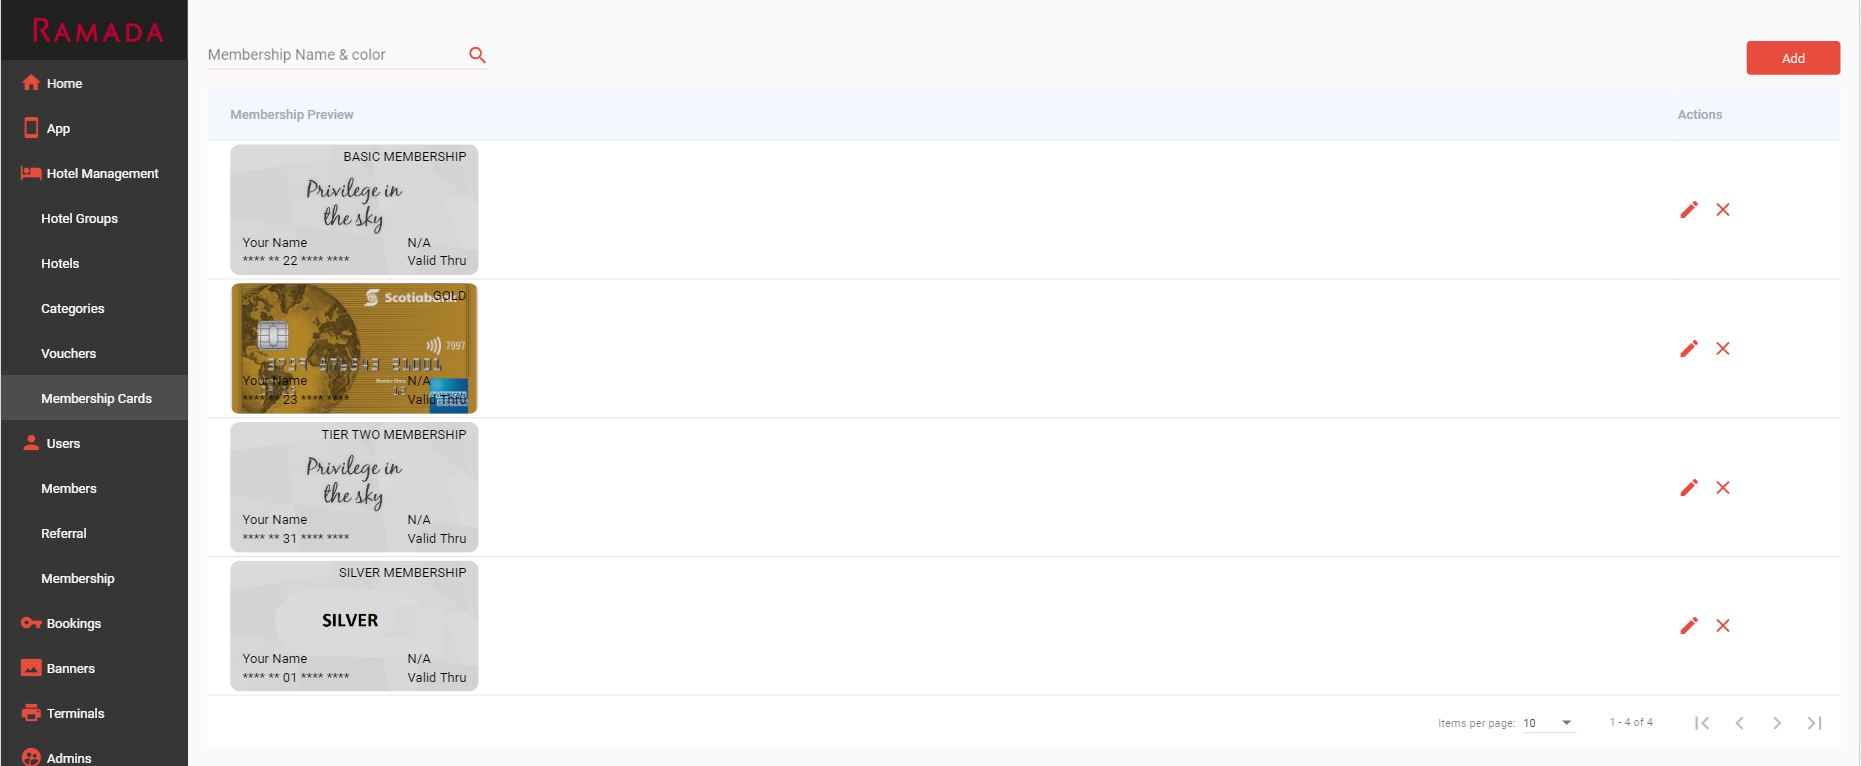 RAMADA
Home
App
Hotel Management
Hotel Groups
Hotels
Categories
Vouchers
Membership Cards
Users
Members
Referral
Membership
Bookings
Banners
Terminals
Admins
Membership Name & color
Add
Membership Preview
Actions
BASIC MEMBERSHIP
Privilege in
the sky
Your Name N/A
**** ** 22 **** **** Valid Thru
Scotiabank
GOLD
7997
Your Name N/A
Member Since
**** ** 23 **** **** Valid Thru
TIER TWO MEMBERSHIP
Privilege in
the sky
Your Name N/A
**** ** 31 **** **** Valid Thru
SILVER MEMBERSHIP
SILVER
Your Name N/A
**** ** 01 **** **** Valid Thru
Items per page: 10 1 - 4 of 4